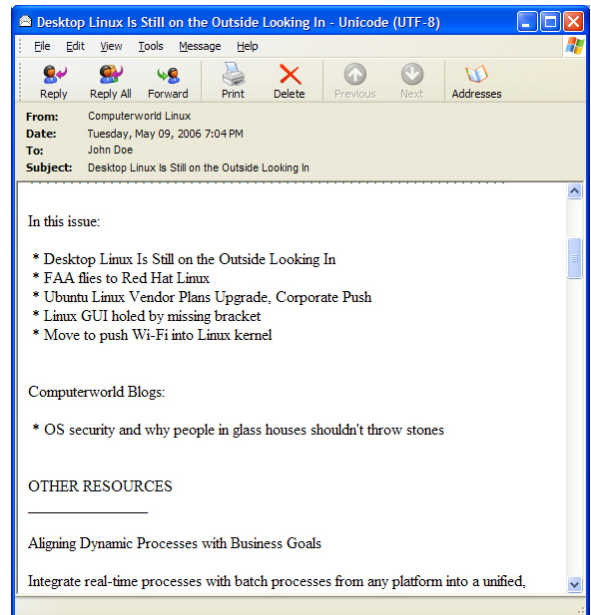 Desktop Linux Is Still on the Outside Looking In - Unicode (UTF-8)
File Edit View Tools Message Help
Reply Reply All Forward Print Delete Previous Next Addresses
From: Computerworld Linux
Date: Tuesday, May 09, 2006 7:04 PM
To: John Doe
Subject: Desktop Linux Is Still on the Outside Looking In
In this issue:
* Desktop Linux Is Still on the Outside Looking In
* FAA flies to Red Hat Linux
* Ubuntu Linux Vendor Plans Upgrade, Corporate Push
* Linux GUI holed by missing bracket
* Move to push Wi-Fi into Linux kernel
Computerworld Blogs:
* OS security and why people in glass houses shouldn't throw stones
OTHER RESOURCES
_______________
Aligning Dynamic Processes with Business Goals
Integrate real-time processes with batch processes from any platform into a unified,